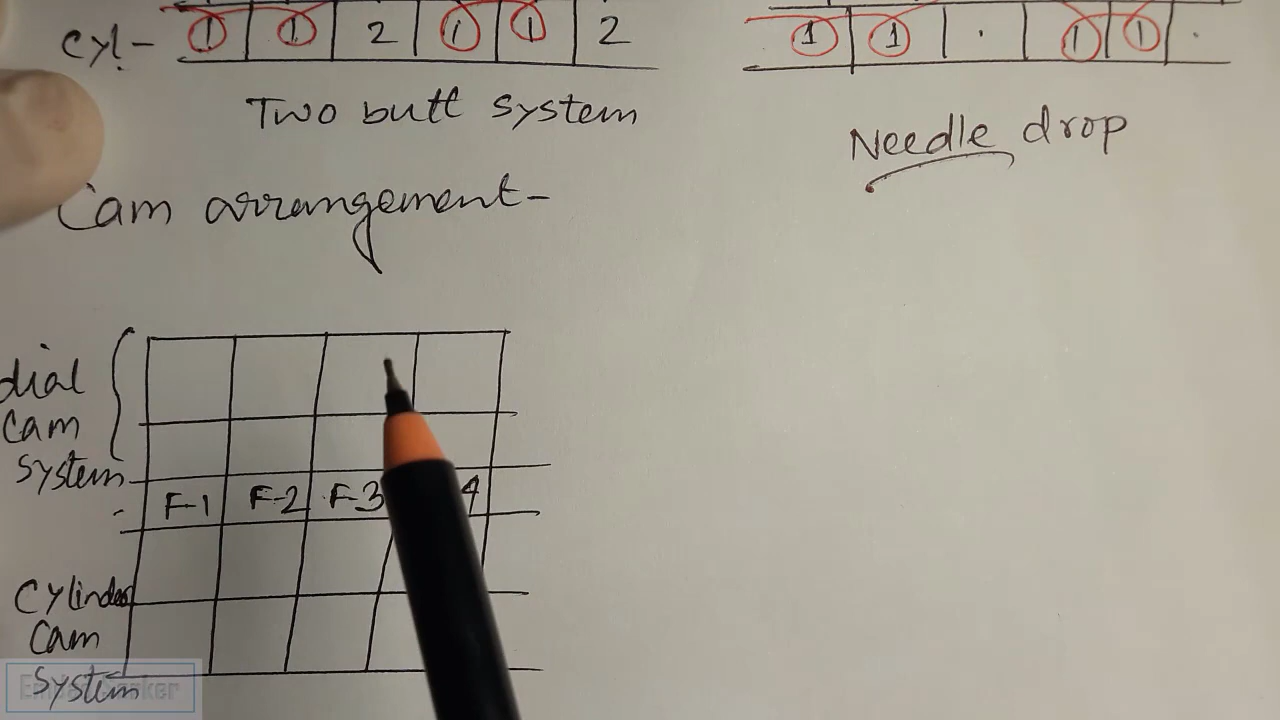 Cyl- 1 1 2 1 1 2
1 1 · 1 1 ·
Two butt system
Needle drop
Cam arrangement-
dial
Cam
system
F-1 F-2 F-3 4
Cylinder
Cam
System